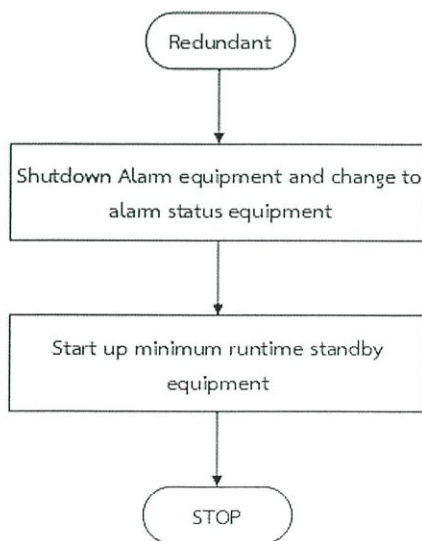 Redundant
Shutdown Alarm equipment and change to
alarm status equipment
Start up minimum runtime standby
equipment
STOP